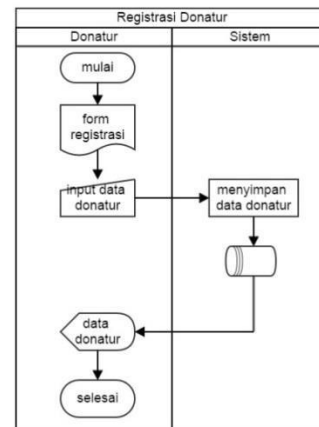 Registrasi Donatur
Donatur
Sistem
mulai
form
registrasi
input data
donatur
menyimpan
data donatur
data
donatur
selesai